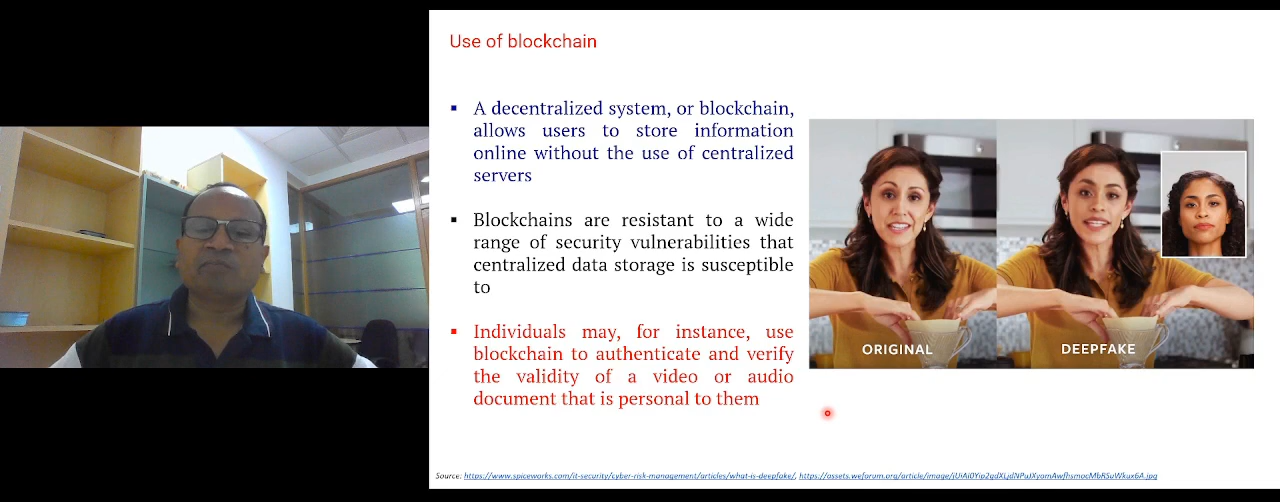 Use of blockchain
▪ A decentralized system, or blockchain,
allows users to store information
online without the use of centralized
servers
▪ Blockchains are resistant to a wide
range of security vulnerabilities that
centralized data storage is susceptible
to
▪ Individuals may, for instance, use
blockchain to authenticate and verify
the validity of a video or audio
document that is personal to them
ORIGINAL
DEEPFAKE
Source: https://www.spiceworks.com/it-security/cyber-risk-management/articles/what-is-deepfake/,